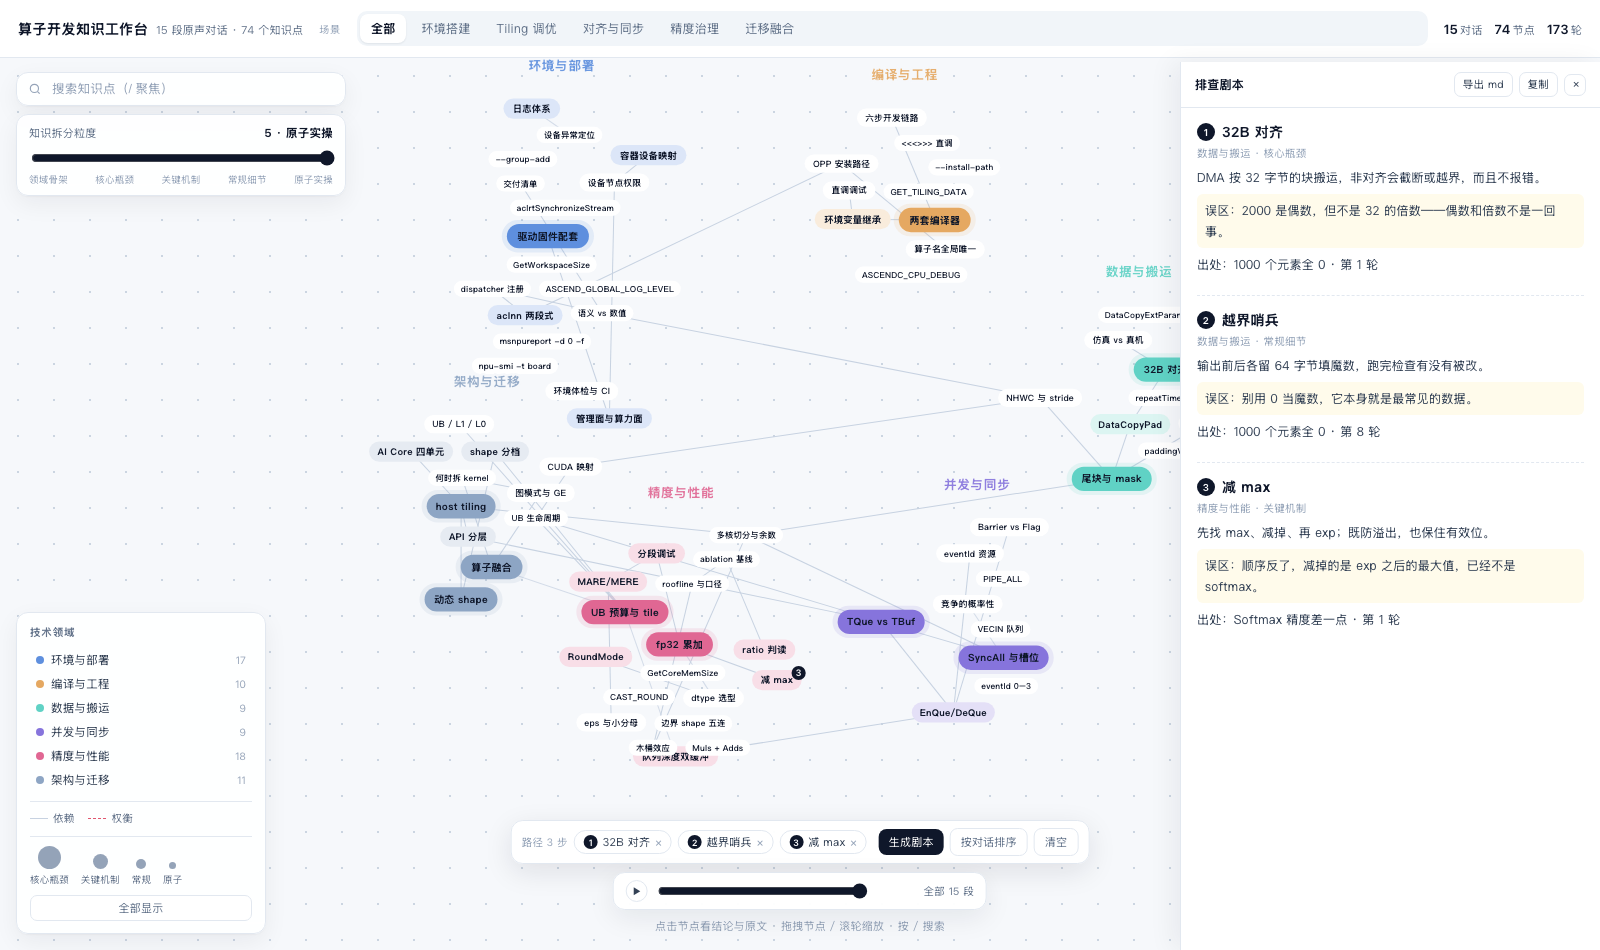 算子开发知识工作台 15 段原声对话 · 74 个知识点 场景
全部 环境搭建 Tiling 调优 对齐与同步 精度治理 迁移融合
15 对话 74 节点 173 轮
搜索知识点（/ 聚焦）
知识拆分粒度 5 · 原子实操
领域骨架 核心瓶颈 关键机制 常规细节 原子实操
环境与部署
日志体系
设备异常定位
--group-add
容器设备映射
交付清单
设备节点权限
aclrtSynchronizeStream
驱动固件配套
GetWorkspaceSize
dispatcher 注册
ASCEND_GLOBAL_LOG_LEVEL
aclnn 两段式
语义 vs 数值
msnpureport -d 0 -f
npu-smi -t board
环境体检与 CI
管理面与算力面
编译与工程
六步开发链路
<<<>>> 直调
OPP 安装路径
--install-path
直调调试
GET_TILING_DATA
环境变量继承
两套编译器
算子名全局唯一
ASCENDC_CPU_DEBUG
数据与搬运
DataCopyExtParan
仿真 vs 真机
32B 对
NHWC 与 stride
repeatTime
DataCopyPad
padding
尾块与 mask
架构与迁移
UB / L1 / L0
AI Core 四单元
shape 分档
CUDA 映射
何时拆 kernel
图模式与 GE
host tiling
UB 生命周期
API 分层
算子融合
动态 shape
精度与性能
多核切分与余数
分段调试
ablation 基线
MARE/MERE
roofline 与口径
UB 预算与 tile
fp32 累加
ratio 判读
RoundMode
GetCoreMemSize
减 max 3
CAST_ROUND
dtype 选型
eps 与小分母
边界 shape 五连
木桶效应
Muls + Adds
队列深度双缓冲
并发与同步
Barrier vs Flag
eventId 资源
PIPE_ALL
竞争的概率性
TQue vs TBuf
VECIN 队列
SyncAll 与槽位
eventId 0—3
EnQue/DeQue
技术领域
环境与部署 17
编译与工程 10
数据与搬运 9
并发与同步 9
精度与性能 18
架构与迁移 11
依赖 权衡
核心瓶颈 关键机制 常规 原子
全部显示
路径 3 步 1 32B 对齐 × 2 越界哨兵 × 3 减 max × 生成剧本 按对话排序 清空
全部 15 段
点击节点看结论与原文 · 拖拽节点 / 滚轮缩放 · 按 / 搜索
排查剧本 导出 md 复制 ×
1 32B 对齐
数据与搬运 · 核心瓶颈
DMA 按 32 字节的块搬运，非对齐会截断或越界，而且不报错。
误区：2000 是偶数，但不是 32 的倍数——偶数和倍数不是一回
事。
出处：1000 个元素全 0 · 第 1 轮
2 越界哨兵
数据与搬运 · 常规细节
输出前后各留 64 字节填魔数，跑完检查有没有被改。
误区：别用 0 当魔数，它本身就是最常见的数据。
出处：1000 个元素全 0 · 第 8 轮
3 减 max
精度与性能 · 关键机制
先找 max、减掉、再 exp；既防溢出，也保住有效位。
误区：顺序反了，减掉的是 exp 之后的最大值，已经不是
softmax。
出处：Softmax 精度差一点 · 第 1 轮